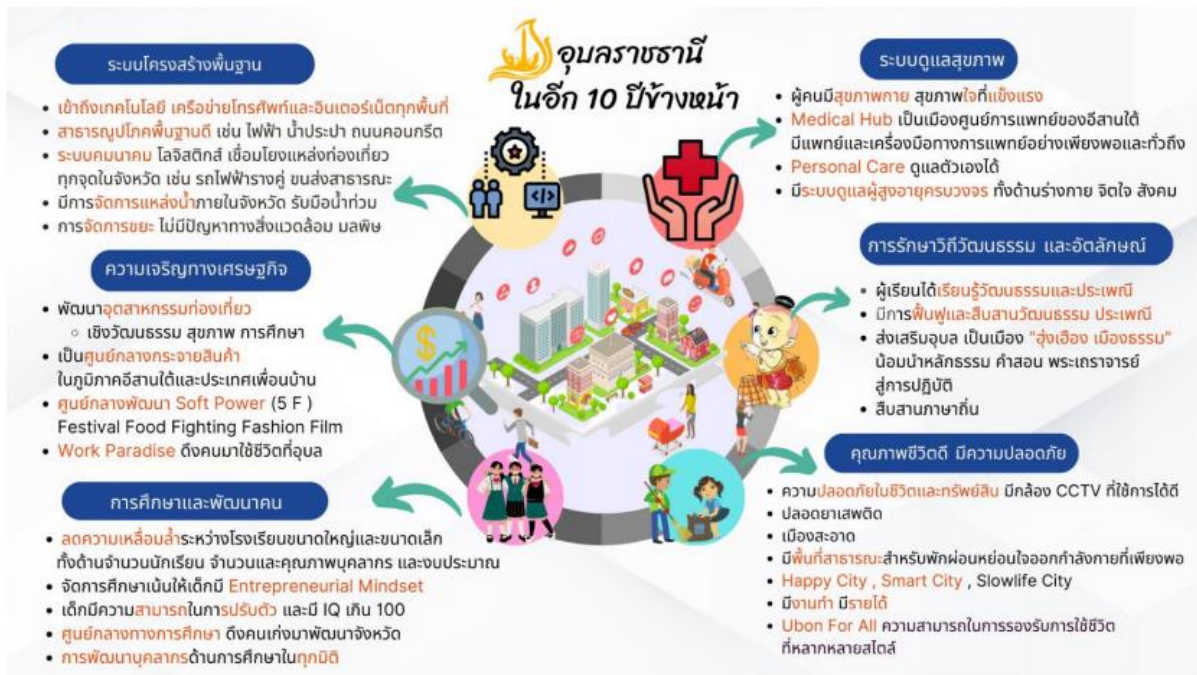 อุบลราชธานี
ในอีก 10 ปีข้างหน้า
ระบบโครงสร้างพื้นฐาน
• เข้าถึงเทคโนโลยี เครือข่ายโทรศัพท์และอินเตอร์เน็ตทุกพื้นที่
• สาธารณูปโภคพื้นฐานดี เช่น ไฟฟ้า น้ำประปา ถนนคอนกรีต
• ระบบคมนาคม โลจิสติกส์ เชื่อมโยงแหล่งท่องเที่ยว
ทุกจุดในจังหวัด เช่น รถไฟฟ้ารางคู่ ขนส่งสาธารณะ
• มีการจัดการแหล่งน้ำภายในจังหวัด รับมือน้ำท่วม
• การจัดการขยะ ไม่มีปัญหาทางสิ่งแวดล้อม มลพิษ
ความเจริญทางเศรษฐกิจ
• พัฒนาอุตสาหกรรมท่องเที่ยว
◦ เชิงวัฒนธรรม สุขภาพ การศึกษา
• เป็นศูนย์กลางกระจายสินค้า
ในภูมิภาคอีสานใต้และประเทศเพื่อนบ้าน
• ศูนย์กลางพัฒนา Soft Power (5 F )
Festival Food Fighting Fashion Film
• Work Paradise ดึงคนมาใช้ชีวิตที่อุบล
การศึกษาและพัฒนาคน
• ลดความเหลื่อมล้ำระหว่างโรงเรียนขนาดใหญ่และขนาดเล็ก
ทั้งด้านจำนวนนักเรียน จำนวนและคุณภาพบุคลากร และงบประมาณ
• จัดการศึกษาเน้นให้เด็กมี Entrepreneurial Mindset
• เด็กมีความสามารถในการปรับตัว และมี IQ เกิน 100
• ศูนย์กลางทางการศึกษา ดึงคนเก่งมาพัฒนาจังหวัด
• การพัฒนาบุคลากรด้านการศึกษาในทุกมิติ
ระบบดูแลสุขภาพ
• ผู้คนมีสุขภาพกาย สุขภาพใจที่แข็งแรง
• Medical Hub เป็นเมืองศูนย์การแพทย์ของอีสานใต้
มีแพทย์และเครื่องมือทางการแพทย์อย่างเพียงพอและทั่วถึง
• Personal Care ดูแลตัวเองได้
• มีระบบดูแลผู้สูงอายุครบวงจร ทั้งด้านร่างกาย จิตใจ สังคม
การรักษาวิถีวัฒนธรรม และอัตลักษณ์
• ผู้เรียนได้เรียนรู้วัฒนธรรมและประเพณี
• มีการฟื้นฟูและสืบสานวัฒนธรรม ประเพณี
• ส่งเสริมอุบล เป็นเมือง "ฮุ่งเฮือง เมืองธรรม"
น้อมนำหลักธรรม คำสอน พระเถราจารย์
สู่การปฏิบัติ
• สืบสานภาษาถิ่น
คุณภาพชีวิตดี มีความปลอดภัย
• ความปลอดภัยในชีวิตและทรัพย์สิน มีกล้อง CCTV ที่ใช้การได้ดี
• ปลอดยาเสพติด
• เมืองสะอาด
• มีพื้นที่สาธารณะสำหรับพักผ่อนหย่อนใจออกกำลังกายที่เพียงพอ
• Happy City , Smart City , Slowlife City
• มีงานทำ มีรายได้
• Ubon For All ความสามารถในการรองรับการใช้ชีวิต
ที่หลากหลายสไตล์